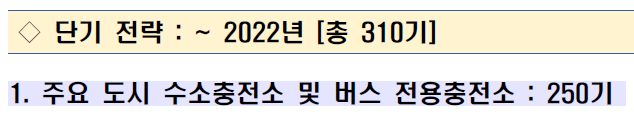 ◇ 단기 전략 : ~ 2022년 [총 310기]
1. 주요 도시 수소충전소 및 버스 전용충전소 : 250기